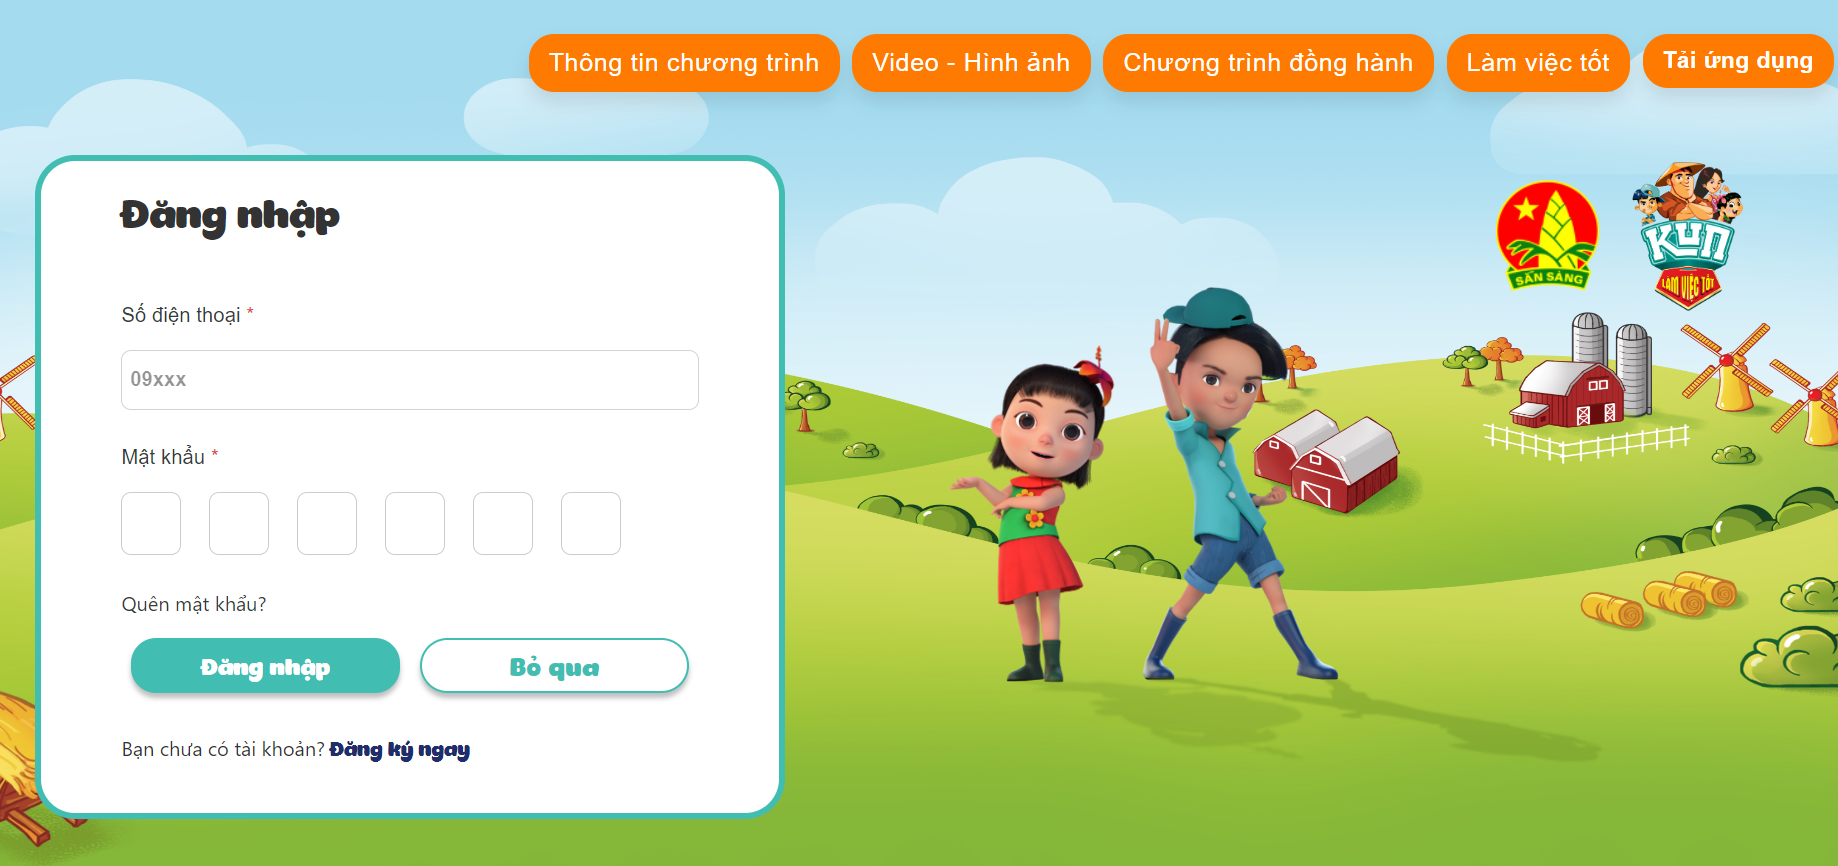 Thông tin chương trình
Video - Hình ảnh
Chương trình đồng hành
Làm việc tốt
Tải ứng dụng
Đăng nhập
Số điện thoại *
09xxx
Mật khẩu *
Quên mật khẩu?
Đăng nhập
Bỏ qua
Bạn chưa có tài khoản? Đăng ký ngay
SẴN SÀNG
KUN
LÀM VIỆC TỐT